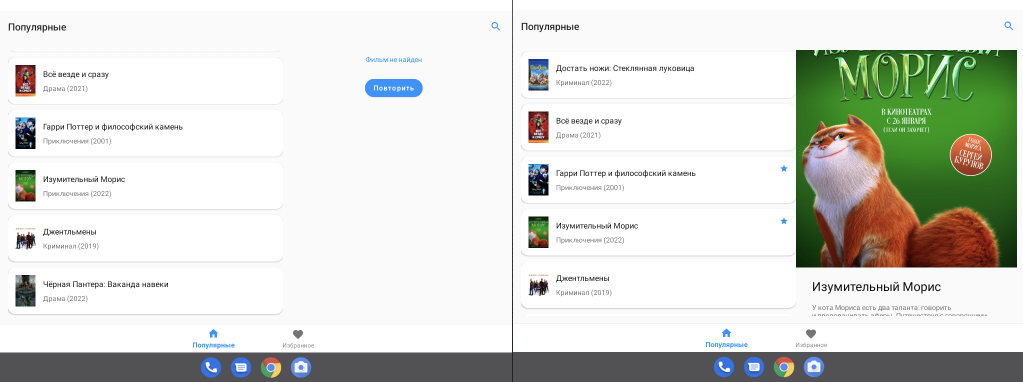 Популярные
Всё везде и сразу
Драма (2021)
Гарри Поттер и философский камень
Приключения (2001)
Изумительный Морис
Приключения (2022)
Джентльмены
Криминал (2019)
Чёрная Пантера: Ваканда навеки
Драма (2022)
Фильм не найден
Повторить
Популярные
Избранное
Популярные
Достать ножи: Стеклянная луковица
Криминал (2022)
Всё везде и сразу
Драма (2021)
Гарри Поттер и философский камень
Приключения (2001)
Изумительный Морис
Приключения (2022)
Джентльмены
Криминал (2019)
МОРИС
В КИНОТЕАТРАХ
С 26 ЯНВАРЯ
(ЕСЛИ ОН ЗАХОЧЕТ)
ГОЛОС
МОРИСА
СЕРГЕЙ
БУРУНОВ
Изумительный Морис
У кота Мориса есть два таланта: говорить
Популярные
Избранное